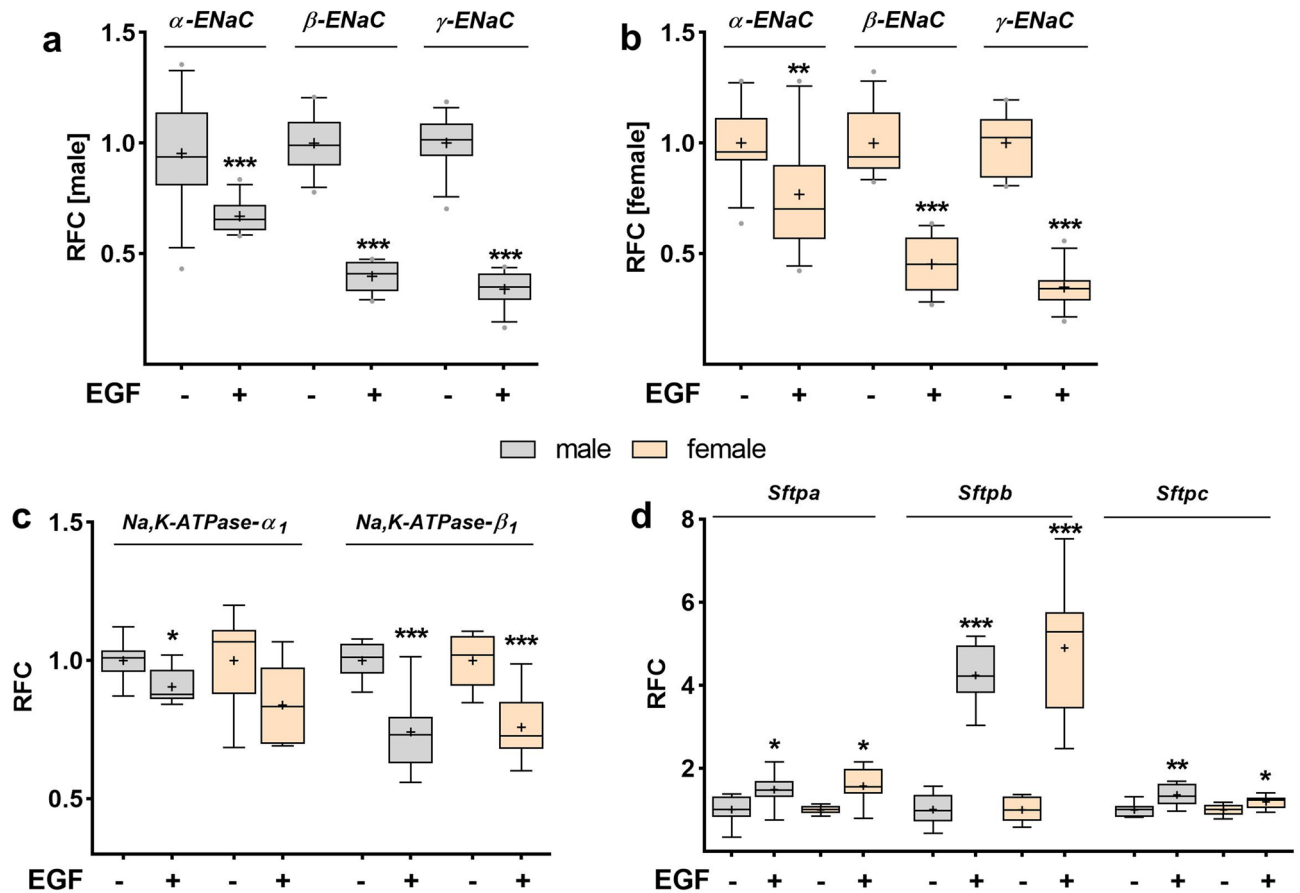 a
α-ENaC β-ENaC γ-ENaC
1.5
1.0
0.5
RFC [male]
*** *** ***
EGF - + - + - +
b
α-ENaC β-ENaC γ-ENaC
1.5
1.0
0.5
RFC [female]
** *** ***
EGF - + - + - +
male female
c
Na,K-ATPase-α1 Na,K-ATPase-β1
1.5
1.0
0.5
RFC
* *** ***
EGF - + - + - + - +
d
Sftpa Sftpb Sftpc
8
6
4
2
RFC
* * *** *** ** *
EGF - + - + - + - + - + - +